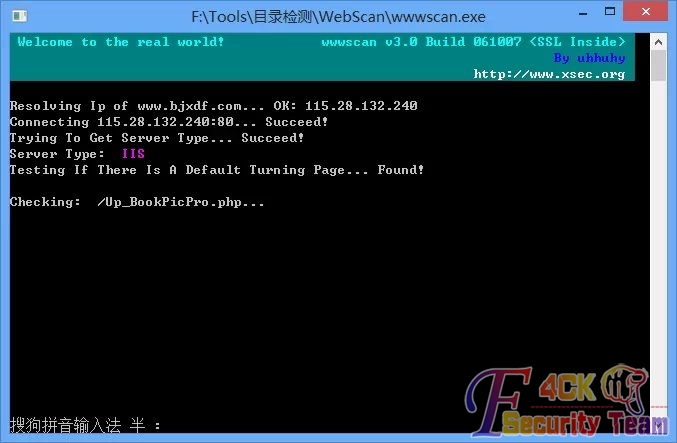 F:\Tools\目录检测\WebScan\wwwscan.exe
Welcome to the real world! wwwscan v3.0 Build 061007 <SSL Inside>
By uhhuhy
http://www.xsec.org
Resolving Ip of www.bjxdf.com... OK: 115.28.132.240
Connecting 115.28.132.240:80... Succeed!
Trying To Get Server Type... Succeed!
Server Type: IIS
Testing If There Is A Default Turning Page... Found!
Checking: /Up_BookPicPro.php...
F4CK
Security Team
搜狗拼音输入法 半 :